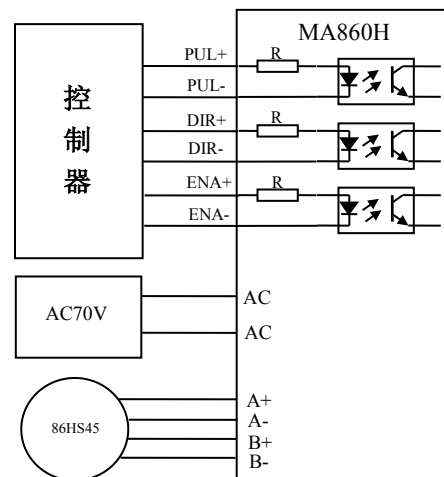 MA860H
控制器
PUL+
R
PUL-
DIR+
R
DIR-
ENA+
R
ENA-
AC70V
AC
AC
86HS45
A+
A-
B+
B-